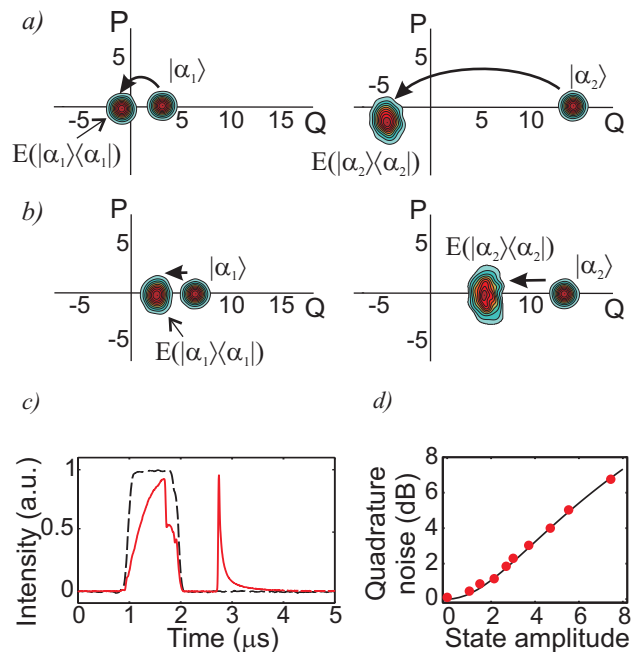 a)
P P
5 5
|α₁⟩ |α₂⟩
-5 5 10 15 Q -5 5 10 Q
E(|α₁⟩⟨α₁|) E(|α₂⟩⟨α₂|)
b)
P P
5 5 E(|α₂⟩⟨α₂|)
|α₁⟩ |α₂⟩
-5 5 10 15 Q 10 Q
-5 E(|α₁⟩⟨α₁|) -5
c) d)
Intensity (a.u.)
1
0.5
0
0 1 2 3 4 5
Time (μs)
Quadrature
noise (dB)
8
6
4
2
0
0 2 4 6 8
State amplitude